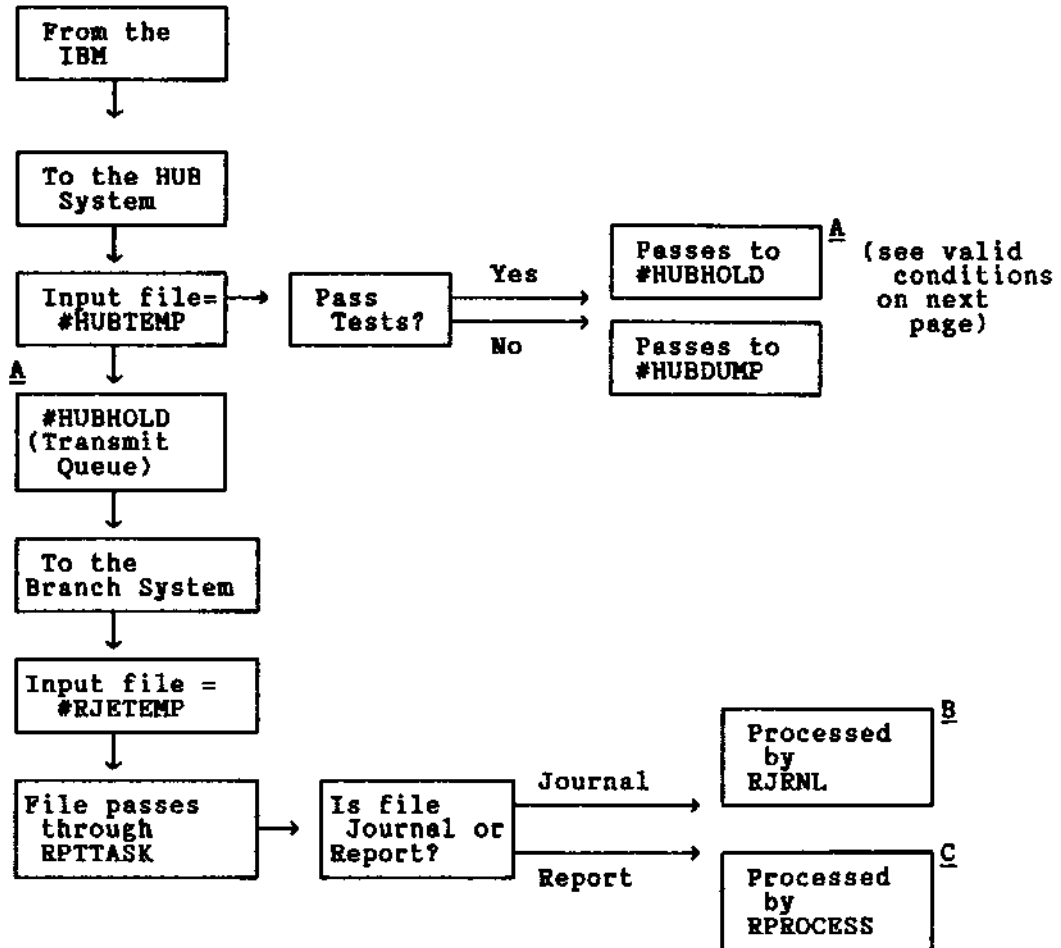 From the
IBM
To the HUB
System
Input file=
#HUBTEMP
Pass
Tests?
Yes
No
Passes to
#HUBHOLD
A
(see valid
conditions
on next
page)
Passes to
#HUBDUMP
A
#HUBHOLD
(Transmit
Queue)
To the
Branch System
Input file =
#RJETEMP
File passes
through
RPTTASK
Is file
Journal or
Report?
Journal
Report
Processed
by
RJRNL
B
Processed
by
RPROCESS
C